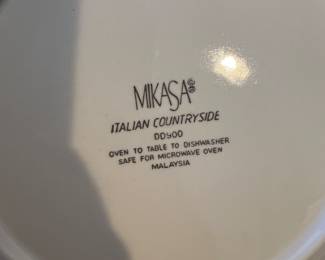 MIKASA®
ITALIAN COUNTRYSIDE
DD900
OVEN TO TABLE TO DISHWASHER
SAFE FOR MICROWAVE OVEN
MALAYSIA